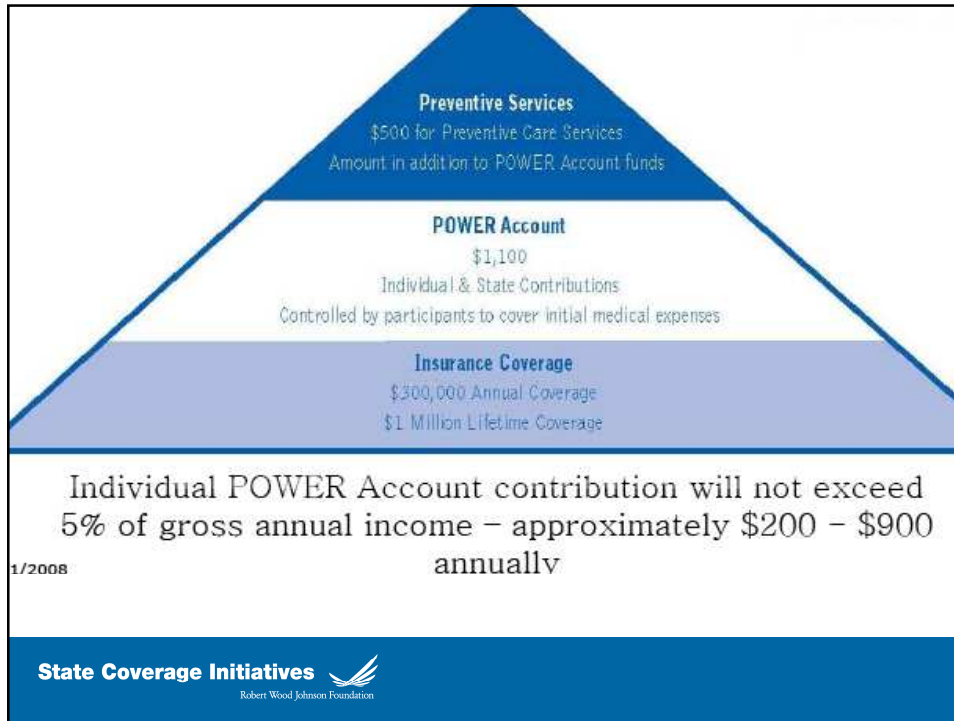 Preventive Services
$500 for Preventive Care Services
Amount in addition to POWER Account funds
POWER Account
$1,100
Individual & State Contributions
Controlled by participants to cover initial medical expenses
Insurance Coverage
$300,000 Annual Coverage
$1 Million Lifetime Coverage
Individual POWER Account contribution will not exceed
5% of gross annual income – approximately $200 – $900
annually
1/2008
State Coverage Initiatives
Robert Wood Johnson Foundation